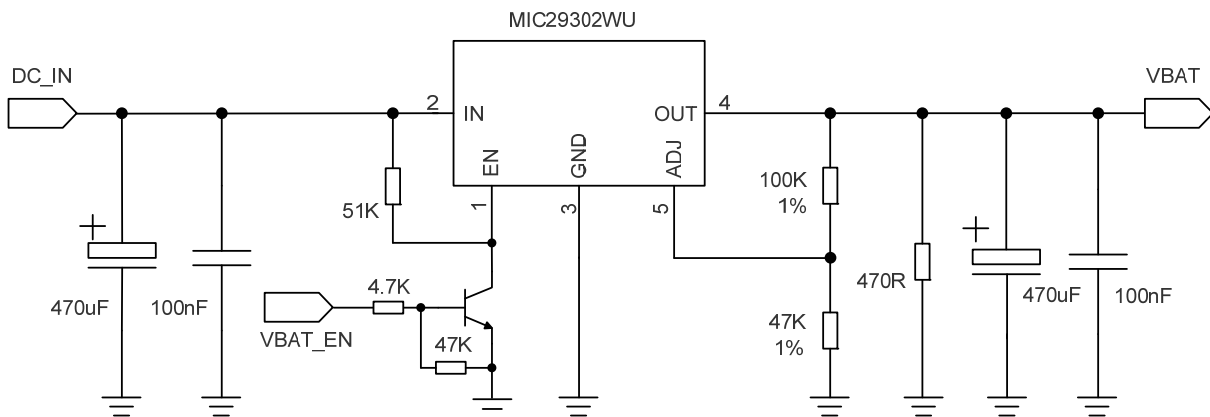 MIC29302WU
DC_IN
VBAT
2
IN
OUT
4
EN
GND
ADJ
1
3
5
51K
100K
1%
470uF
100nF
4.7K
VBAT_EN
47K
47K
1%
470R
470uF
100nF